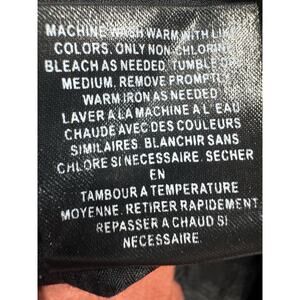 MACHINE WASH WARM WITH LIKE
COLORS. ONLY NON-CHLORINE
BLEACH AS NEEDED. TUMBLE DRY
MEDIUM. REMOVE PROMPTLY.
WARM IRON AS NEEDED
LAVER A LA MACHINE A L'EAU
CHAUDE AVEC DES COULEURS
SIMILAIRES. BLANCHIR SANS
CHLORE SI NECESSAIRE. SECHER
EN
TAMBOUR A TEMPERATURE
MOYENNE. RETIRER RAPIDEMENT
REPASSER A CHAUD SI
NECESSAIRE.